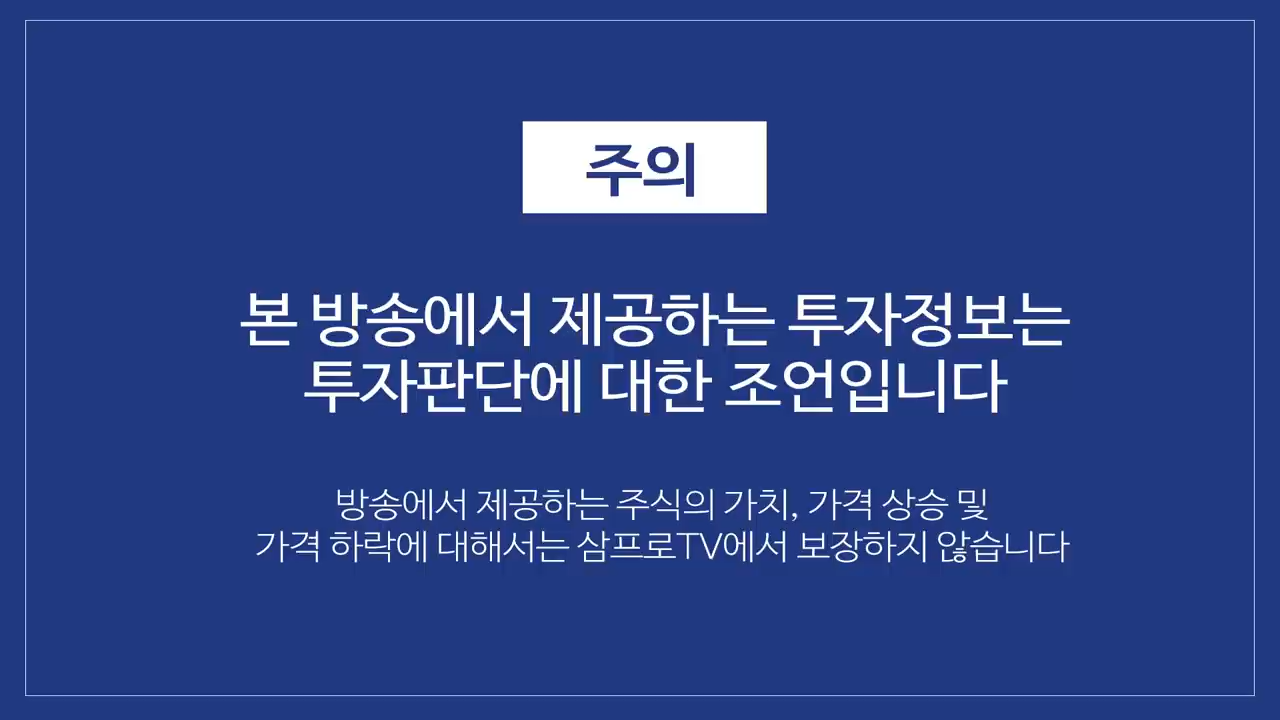 주의
본 방송에서 제공하는 투자정보는
투자판단에 대한 조언입니다
방송에서 제공하는 주식의 가치, 가격 상승 및
가격 하락에 대해서는 삼프로TV에서 보장하지 않습니다